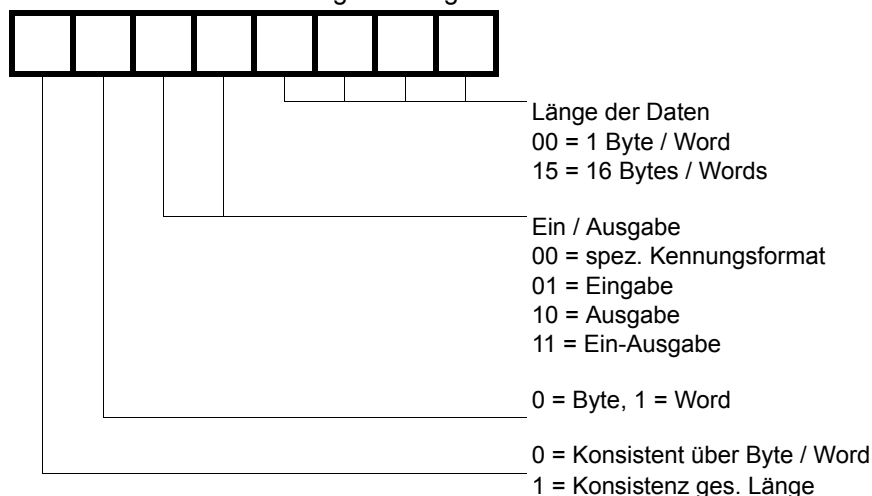 Länge der Daten
00 = 1 Byte / Word
15 = 16 Bytes / Words
Ein / Ausgabe
00 = spez. Kennungsformat
01 = Eingabe
10 = Ausgabe
11 = Ein-Ausgabe
0 = Byte, 1 = Word
0 = Konsistent über Byte / Word
1 = Konsistenz ges. Länge